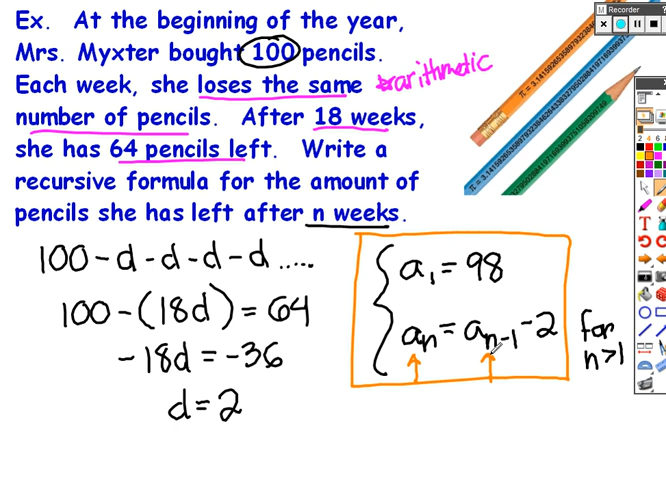 Ex. At the beginning of the year,
Mrs. Myxter bought 100 pencils.
Each week, she loses the same
arithmetic
number of pencils. After 18 weeks,
she has 64 pencils left. Write a
recursive formula for the amount of
pencils she has left after n weeks.
100 - d - d - d - d .....
100 - (18d) = 64
-18d = -36
d = 2
a₁ = 98
aₙ = aₙ₋₁ - 2
for
n>1
Recorder